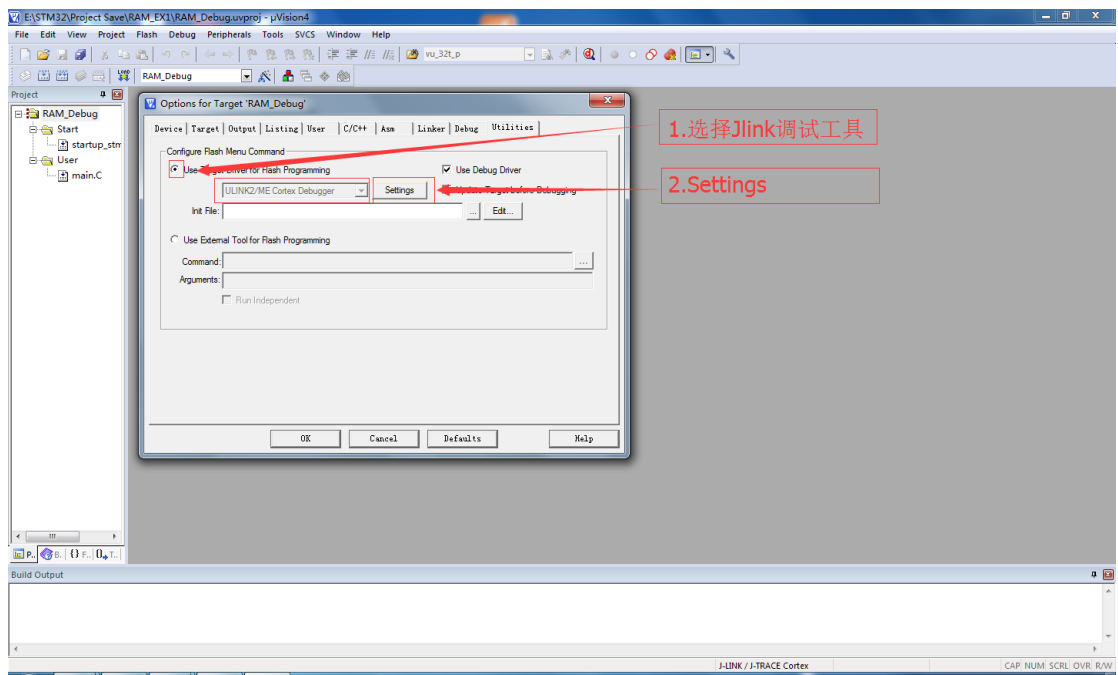 E:\STM32\Project Save\RAM_EX1\RAM_Debug.uvproj - µVision4
File Edit View Project Flash Debug Peripherals Tools SVCS Window Help
vu_32t_p
LOAD RAM_Debug
Project
RAM_Debug
Start
startup_stm
User
main.C
Options for Target 'RAM_Debug'
Device Target Output Listing User C/C++ Asm Linker Debug Utilities
Configure Flash Menu Command
Use Target Driver for Flash Programming
Use Debug Driver
ULINK2/ME Cortex Debugger
Settings
Update Target before Debugging
Init File:
... Edit...
Use External Tool for Flash Programming
Command:
...
Arguments:
Run Independent
OK Cancel Defaults Help
1.选择Jlink调试工具
2.Settings
P... B... {} F... 0 T...
Build Output
J-LINK / J-TRACE Cortex
CAP NUM SCRL OVR R/W